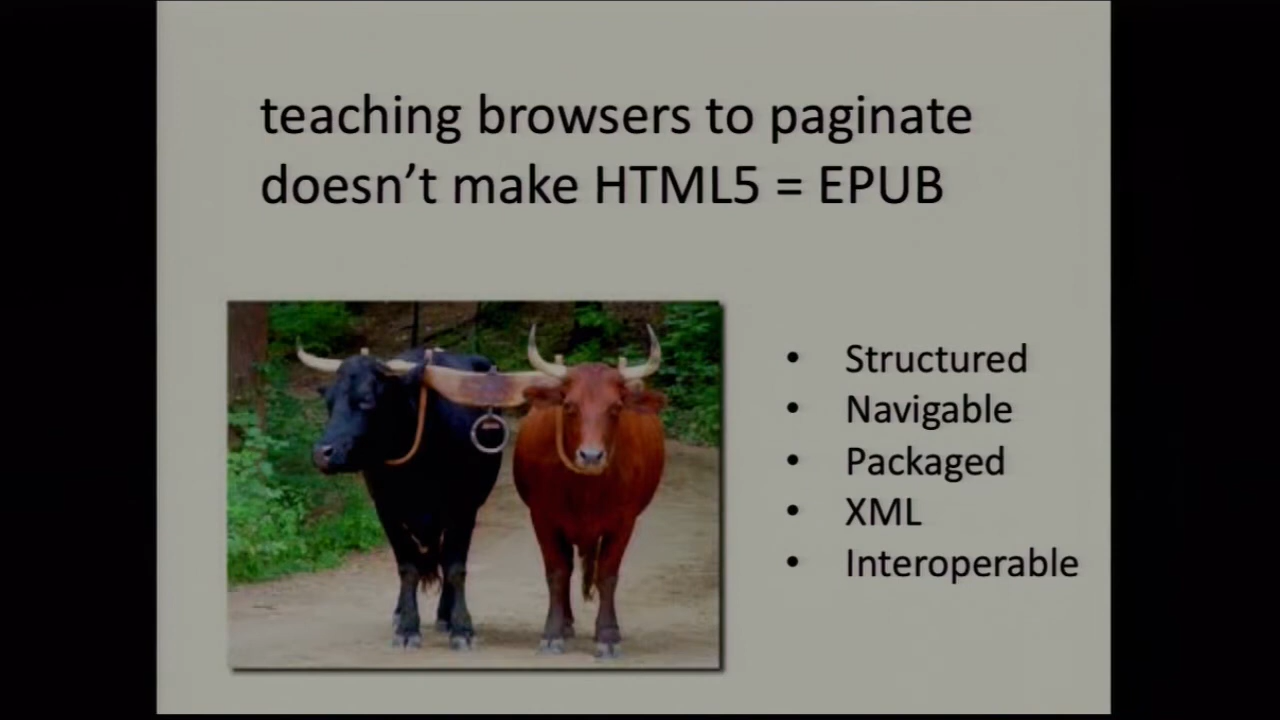 teaching browsers to paginate
doesn’t make HTML5 = EPUB
• Structured
• Navigable
• Packaged
• XML
• Interoperable